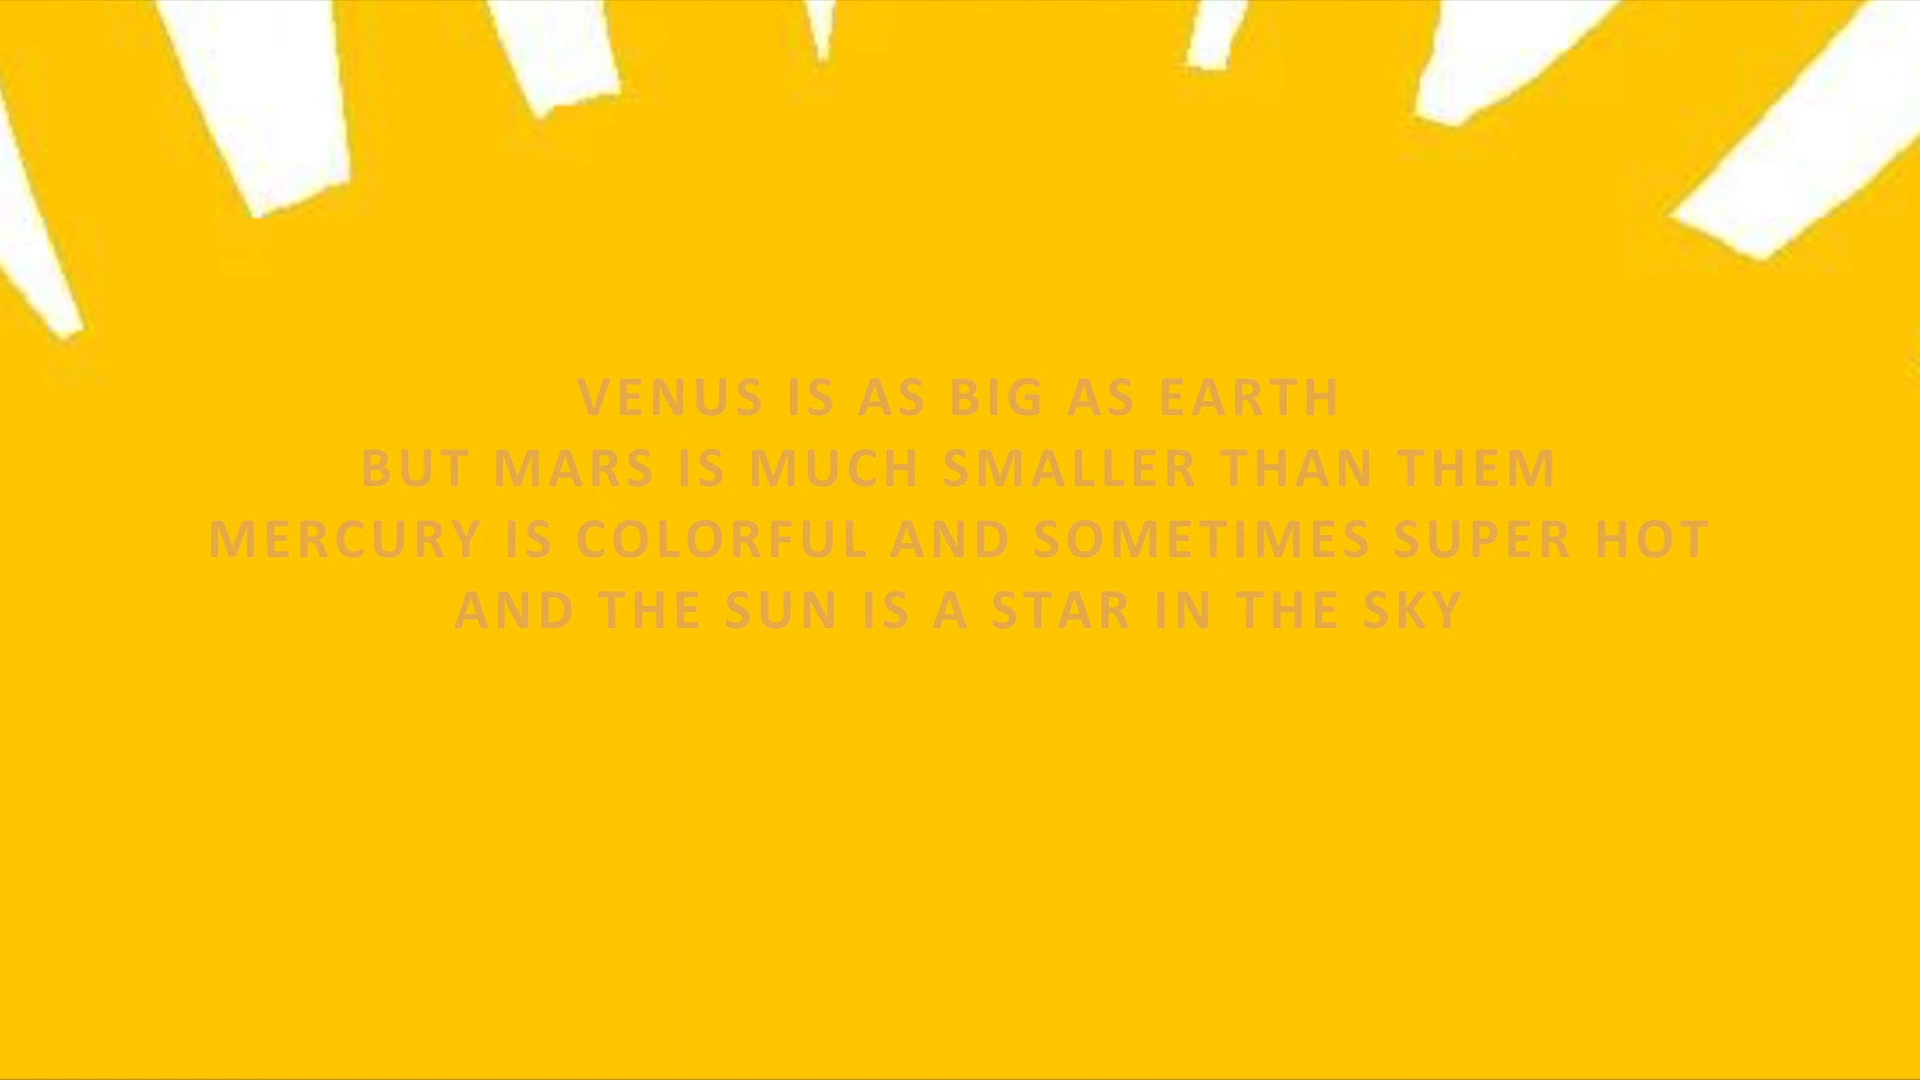 VENUS IS AS BIG AS EARTH
BUT MARS IS MUCH SMALLER THAN THEM
MERCURY IS COLORFUL AND SOMETIMES SUPER HOT
AND THE SUN IS A STAR IN THE SKY